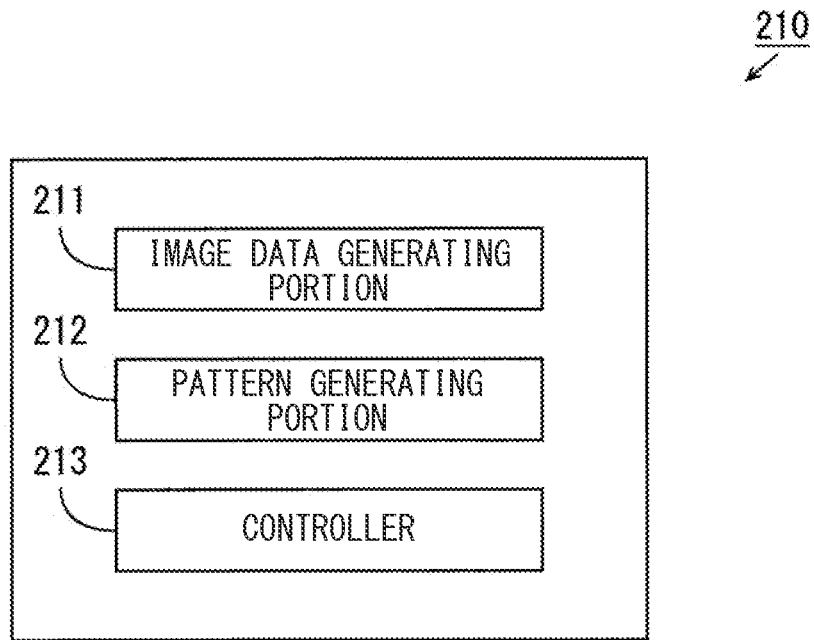 210
211
IMAGE DATA GENERATING
PORTION
212
PATTERN GENERATING
PORTION
213
CONTROLLER